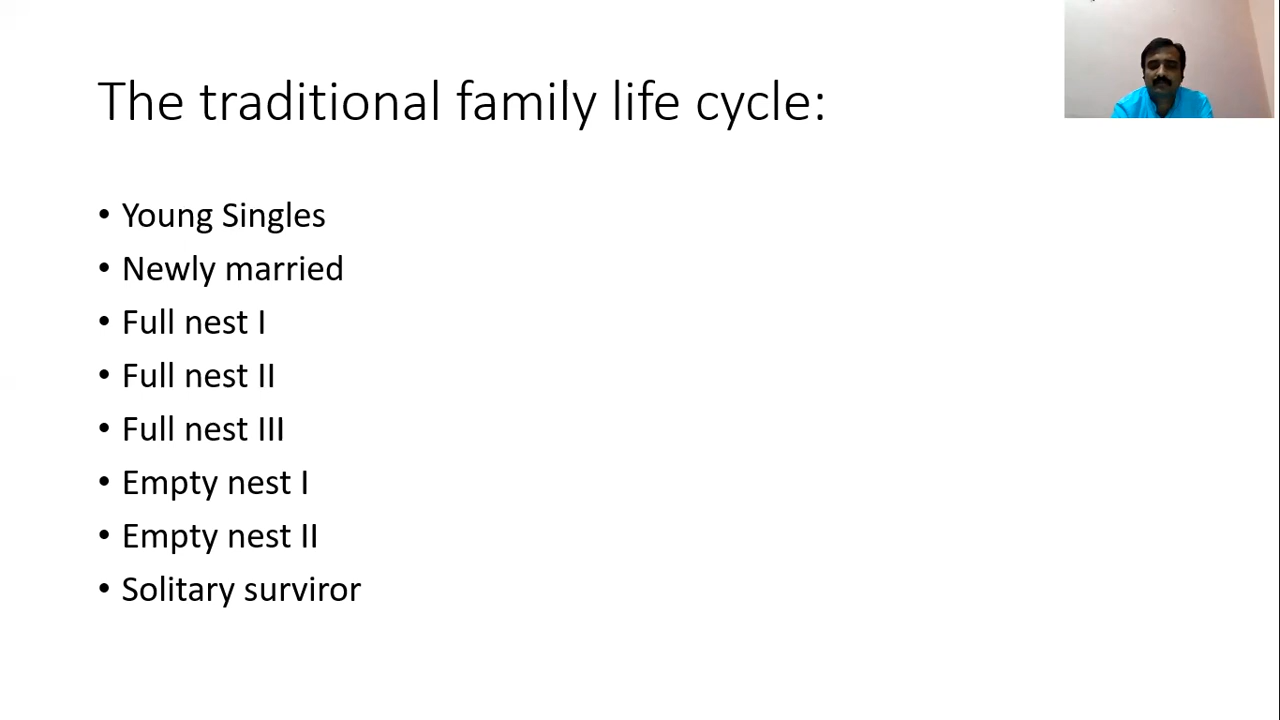 The traditional family life cycle:
• Young Singles
• Newly married
• Full nest I
• Full nest II
• Full nest III
• Empty nest I
• Empty nest II
• Solitary surviror